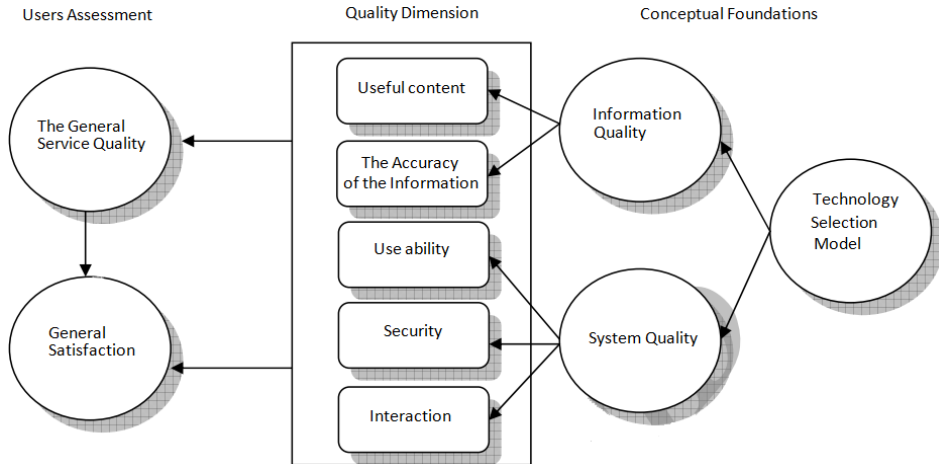 Users Assessment
Quality Dimension
Conceptual Foundations
The General
Service Quality
General
Satisfaction
Useful content
The Accuracy
of the Information
Use ability
Security
Interaction
Information
Quality
System Quality
Technology
Selection
Model